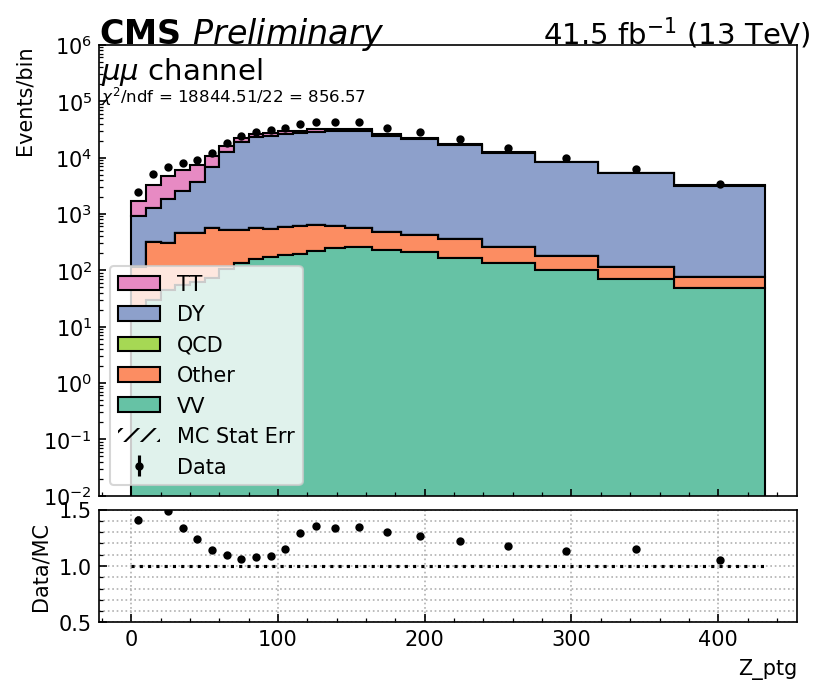 CMS Preliminary 41.5 fb⁻¹ (13 TeV)
μμ channel
χ²/ndf = 18844.51/22 = 856.57
Events/bin
10⁶
10⁵
10⁴
10³
10²
10¹
10⁰
10⁻¹
10⁻²
TT
DY
QCD
Other
VV
MC Stat Err
Data
Data/MC
1.5
1.0
0.5
0 100 200 300 400
Z_ptg